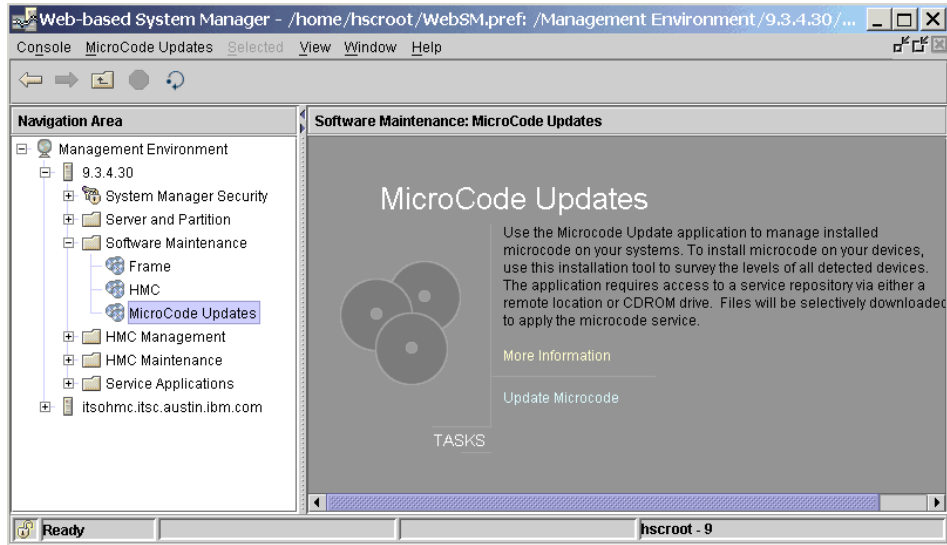 Web-based System Manager - /home/hscroot/WebSM.pref: /Management Environment/9.3.4.30/...
Console MicroCode Updates Selected View Window Help
Navigation Area
Software Maintenance: MicroCode Updates
Management Environment
9.3.4.30
System Manager Security
Server and Partition
Software Maintenance
Frame
HMC
MicroCode Updates
HMC Management
HMC Maintenance
Service Applications
itsohmc.itsc.austin.ibm.com
MicroCode Updates
Use the Microcode Update application to manage installed
microcode on your systems. To install microcode on your devices,
use this installation tool to survey the levels of all detected devices.
The application requires access to a service repository via either a
remote location or CDROM drive. Files will be selectively downloaded
to apply the microcode service.
More Information
Update Microcode
TASKS
Ready
hscroot - 9